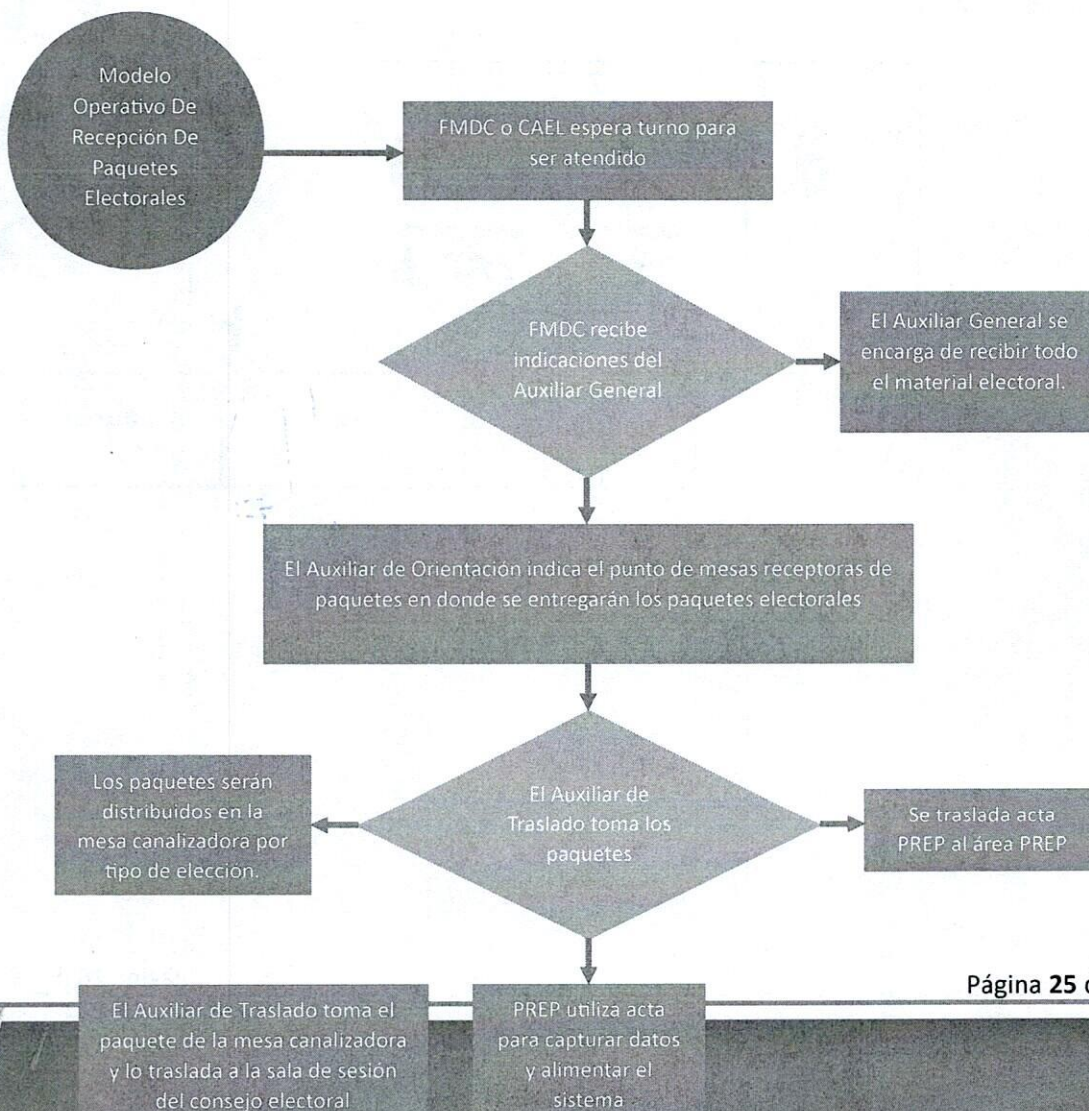 Modelo
Operativo De
Recepción De
Paquetes
Electorales
FMDC o CAEL espera turno para
ser atendido
FMDC recibe
indicaciones del
Auxiliar General
El Auxiliar General se
encarga de recibir todo
el material electoral.
El Auxiliar de Orientación indica el punto de mesas receptoras de
paquetes en donde se entregarán los paquetes electorales
El Auxiliar de
Traslado toma los
paquetes
Los paquetes serán
distribuidos en la
mesa canalizadora por
tipo de elección.
Se traslada acta
PREP al área PREP
El Auxiliar de Traslado toma el
paquete de la mesa canalizadora
y lo traslada a la sala de sesión
del consejo electoral
PREP utiliza acta
para capturar datos
y alimentar el
sistema
Página 25 d